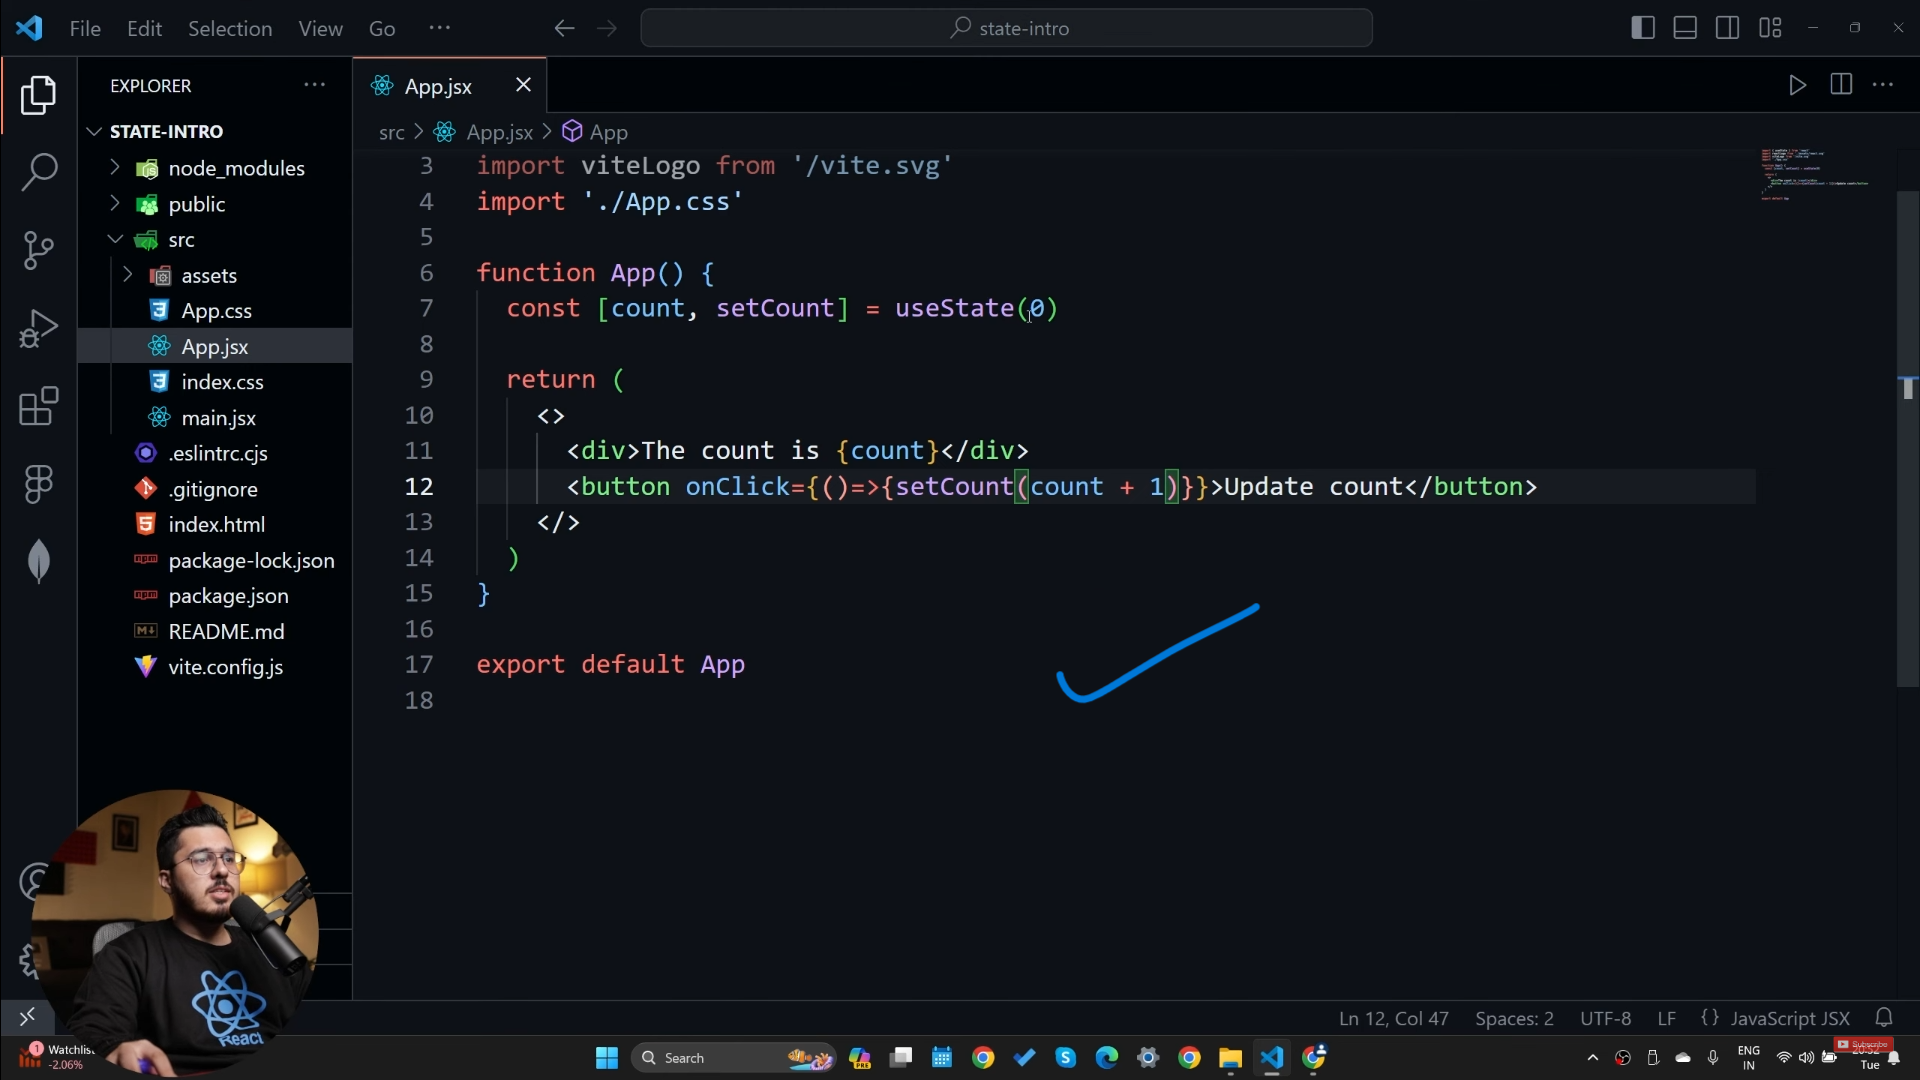 File Edit Selection View Go ··· state-intro
EXPLORER ···
App.jsx
STATE-INTRO
src > App.jsx > App
node_modules
public
src
assets
App.css
App.jsx
index.css
main.jsx
.eslintrc.cjs
.gitignore
index.html
package-lock.json
package.json
README.md
vite.config.js
3 import viteLogo from '/vite.svg'
4 import './App.css'
5
6 function App() {
7 const [count, setCount] = useState(0)
8
9 return (
10 <>
11 <div>The count is {count}</div>
12 <button onClick={()=>{setCount(count + 1)}}>Update count</button>
13 </>
14 )
15 }
16
17 export default App
18
React
Ln 12, Col 47 Spaces: 2 UTF-8 LF {} JavaScript JSX
1 Watchlist
-2.06%
Search
PRE
ENG
IN
Subscribe
Tue